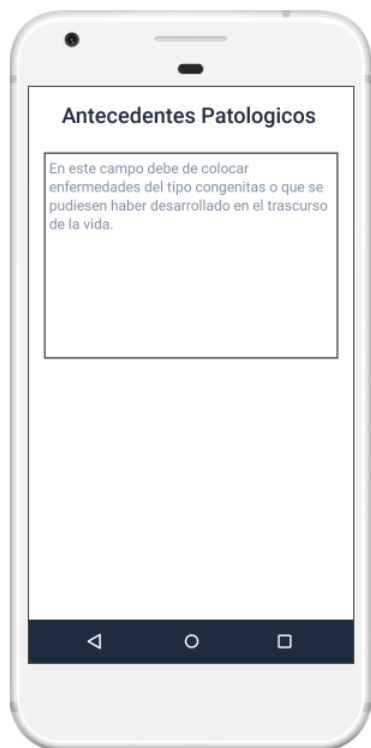 Antecedentes Patologicos
En este campo debe de colocar
enfermedades del tipo congenitas o que se
pudiesen haber desarrollado en el trascurso
de la vida.